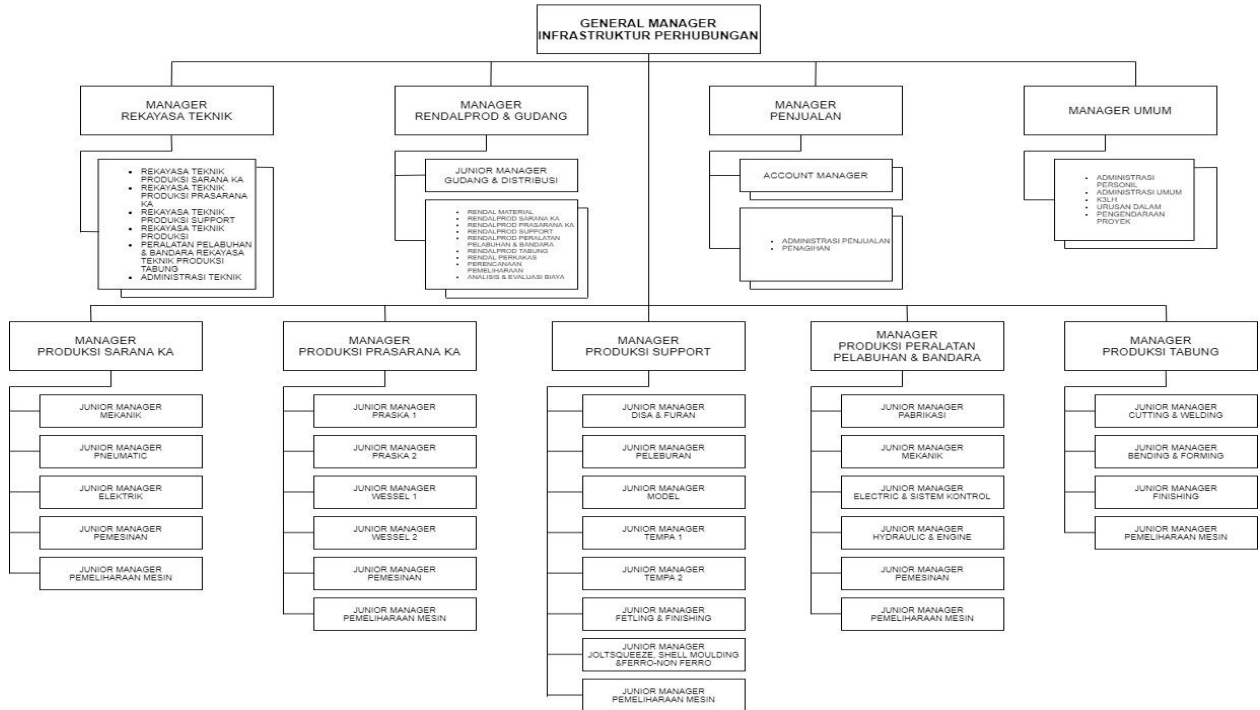 GENERAL MANAGER
INFRASTRUKTUR PERHUBUNGAN
MANAGER
REKAYASA TEKNIK
MANAGER
RENDALPROD & GUDANG
MANAGER
PENJUALAN
MANAGER UMUM
• REKAYASA TEKNIK
PRODUKSI SARANA KA
• REKAYASA TEKNIK
PRODUKSI PRASARANA
KA
• REKAYASA TEKNIK
PRODUKSI SUPPORT
• REKAYASA TEKNIK
PRODUKSI
• PERALATAN PELABUHAN
& BANDARA REKAYASA
TEKNIK PRODUKSI
TABUNG
• ADMINISTRASI TEKNIK
JUNIOR MANAGER
GUDANG & DISTRIBUSI
• RENDAL MATERIAL
• RENDALPROD SARANA KA
• RENDALPROD PRASARANA KA
• RENDALPROD SUPPORT
• RENDALPROD PERALATAN
PELABUHAN & BANDARA
• RENDALPROD TABUNG
• RENDAL PERKAKAS
• PERENCANAAN
PEMELIHARAAN
• ANALISIS & EVALUASI BIAYA
ACCOUNT MANAGER
• ADMINISTRASI PENJUALAN
• PENAGIHAN
• ADMINISTRASI
PERSONIL
• ADMINISTRASI UMUM
• K3LH
• URUSAN DALAM
• PENGENDARAAN
PROYEK
MANAGER
PRODUKSI SARANA KA
JUNIOR MANAGER
MEKANIK
JUNIOR MANAGER
PNEUMATIC
JUNIOR MANAGER
ELEKTRIK
JUNIOR MANAGER
PEMESINAN
JUNIOR MANAGER
PEMELIHARAAN MESIN
MANAGER
PRODUKSI PRASARANA KA
JUNIOR MANAGER
PRASKA 1
JUNIOR MANAGER
PRASKA 2
JUNIOR MANAGER
WESSEL 1
JUNIOR MANAGER
WESSEL 2
JUNIOR MANAGER
PEMESINAN
JUNIOR MANAGER
PEMELIHARAAN MESIN
MANAGER
PRODUKSI SUPPORT
JUNIOR MANAGER
DISA & FURAN
JUNIOR MANAGER
PELEBURAN
JUNIOR MANAGER
MODEL
JUNIOR MANAGER
TEMPA 1
JUNIOR MANAGER
TEMPA 2
JUNIOR MANAGER
FETLING & FINISHING
JUNIOR MANAGER
JOLTSQUEEZE, SHELL MOULDING
&FERRO-NON FERRO
JUNIOR MANAGER
PEMELIHARAAN MESIN
MANAGER
PRODUKSI PERALATAN
PELABUHAN & BANDARA
JUNIOR MANAGER
PABRIKASI
JUNIOR MANAGER
MEKANIK
JUNIOR MANAGER
ELECTRIC & SISTEM KONTROL
JUNIOR MANAGER
HYDRAULIC & ENGINE
JUNIOR MANAGER
PEMESINAN
JUNIOR MANAGER
PEMELIHARAAN MESIN
MANAGER
PRODUKSI TABUNG
JUNIOR MANAGER
CUTTING & WELDING
JUNIOR MANAGER
BENDING & FORMING
JUNIOR MANAGER
FINISHING
JUNIOR MANAGER
PEMELIHARAAN MESIN